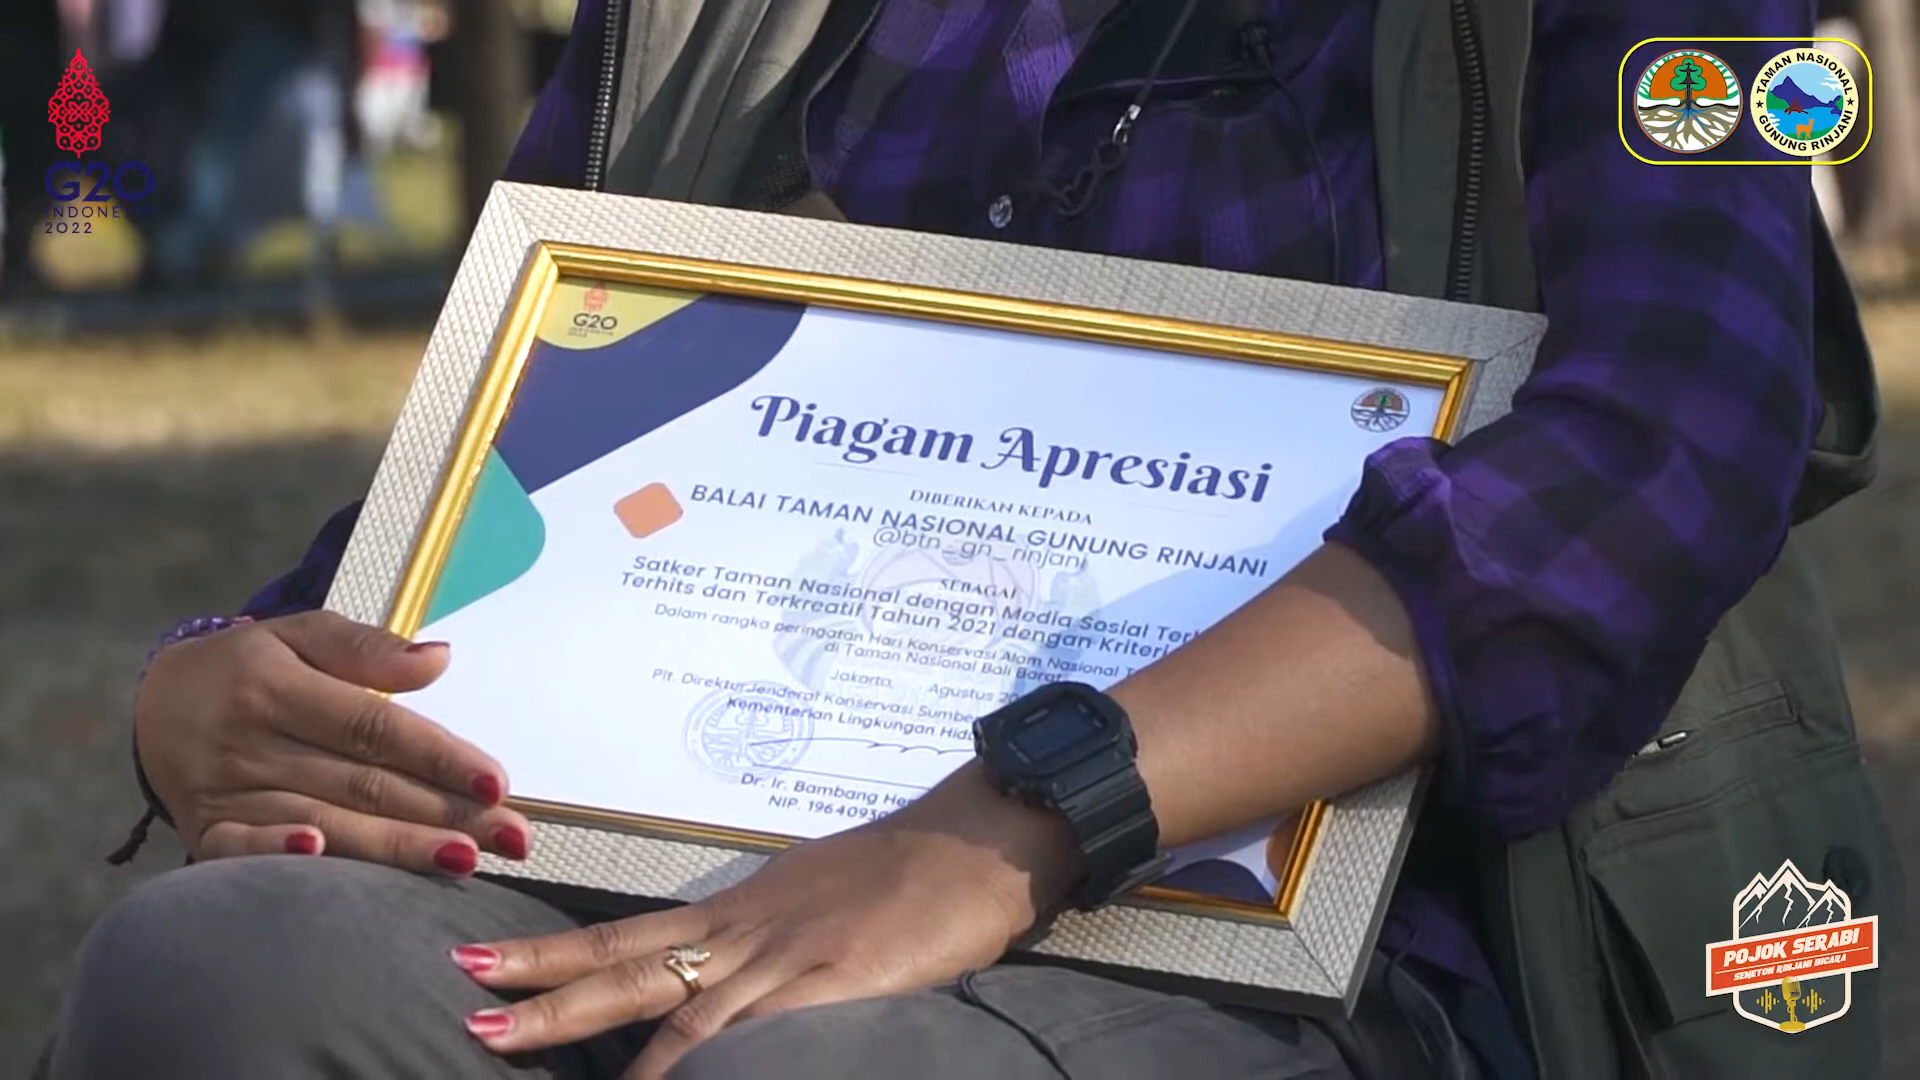 G20
INDONESIA
2022
TAMAN NASIONAL
GUNUNG RINJANI
G20
Piagam Apresiasi
DIBERIKAN KEPADA
BALAI TAMAN NASIONAL GUNUNG RINJANI
@btn_gn_rinjani
SEBAGAI
Satker Taman Nasional dengan Media Sosial
Terhits dan Terkreatif Tahun 2021 dengan
Dalam rangka peringatan Hari Konservasi Alam Nasional
di Taman Nasional Bali Barat
Jakarta, Agustus
Plt. Direktur Jenderal Konservasi
Kementerian Lingkungan
Dr. Ir. Bambang
NIP. 1964093
POJOK SERABI
SEMETON RINJANI BICARA